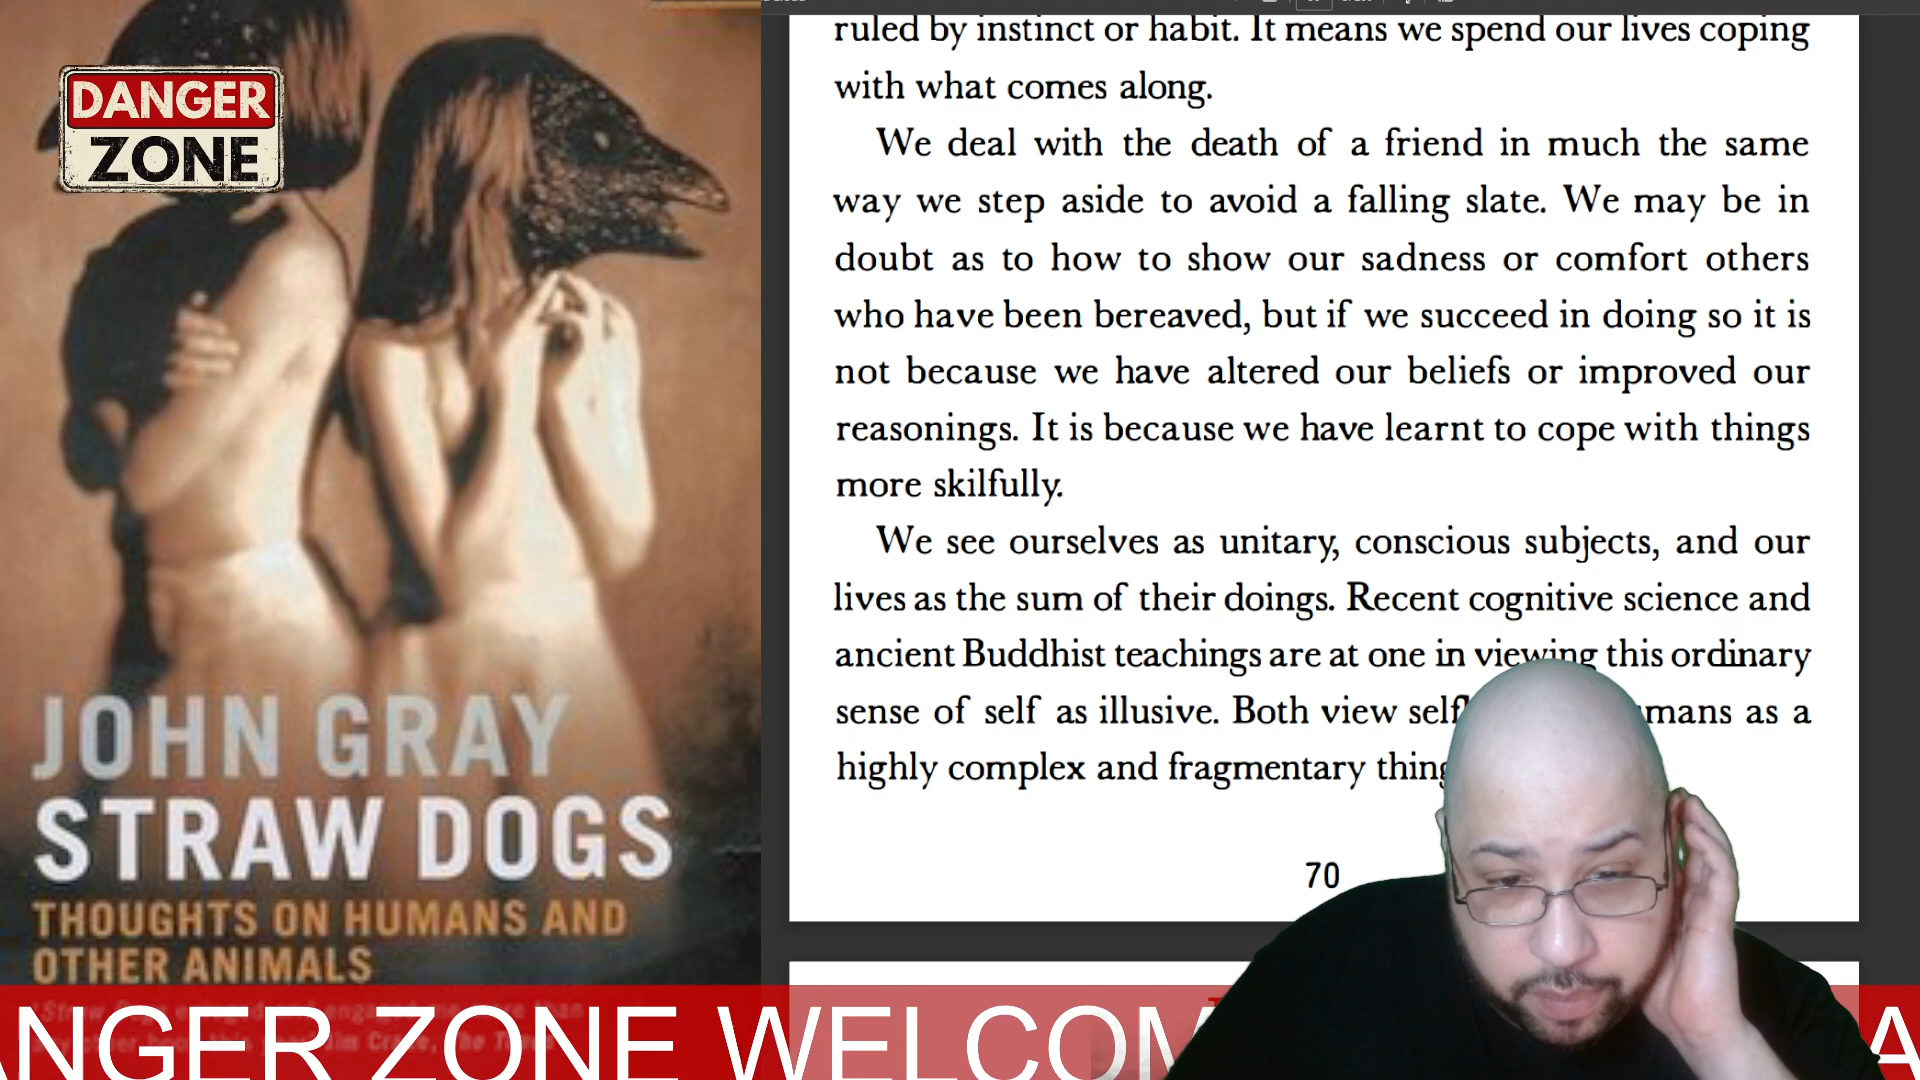 DANGER
ZONE
JOHN GRAY
STRAW DOGS
THOUGHTS ON HUMANS AND
OTHER ANIMALS
ruled by instinct or habit. It means we spend our lives coping
with what comes along.
We deal with the death of a friend in much the same
way we step aside to avoid a falling slate. We may be in
doubt as to how to show our sadness or comfort others
who have been bereaved, but if we succeed in doing so it is
not because we have altered our beliefs or improved our
reasonings. It is because we have learnt to cope with things
more skilfully.
We see ourselves as unitary, conscious subjects, and our
lives as the sum of their doings. Recent cognitive science and
ancient Buddhist teachings are at one in viewing this ordinary
sense of self as illusive. Both view as a
highly complex and fragmentary
70
ZONE